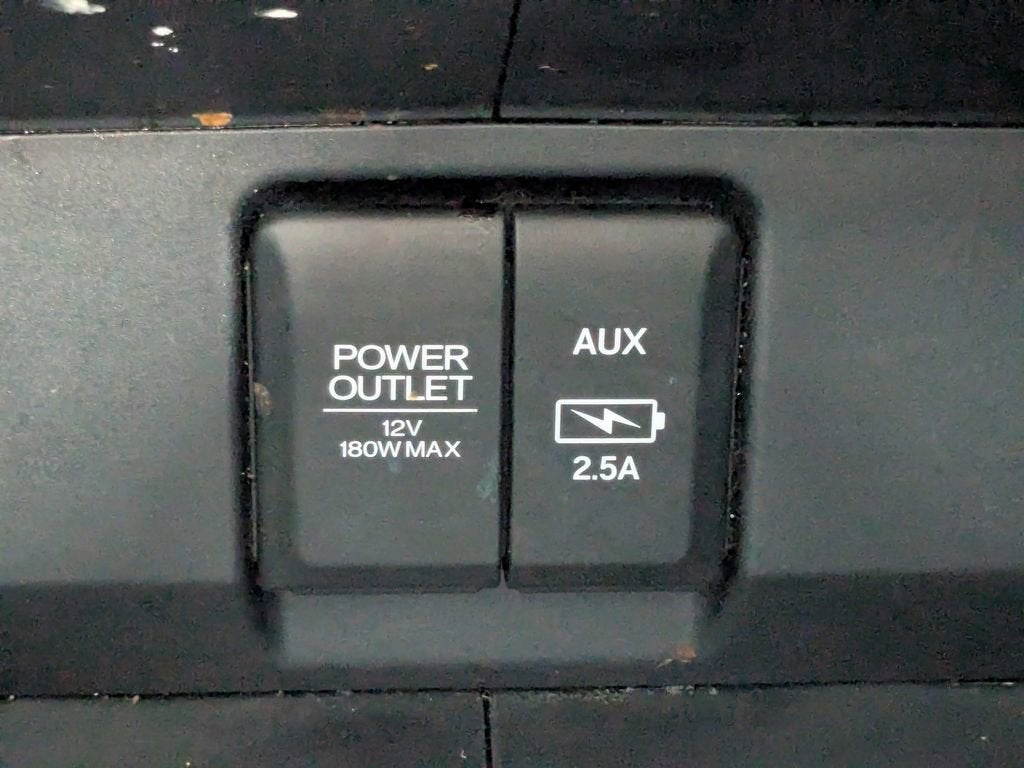 POWER
OUTLET
12V
180W MAX
AUX
2.5A